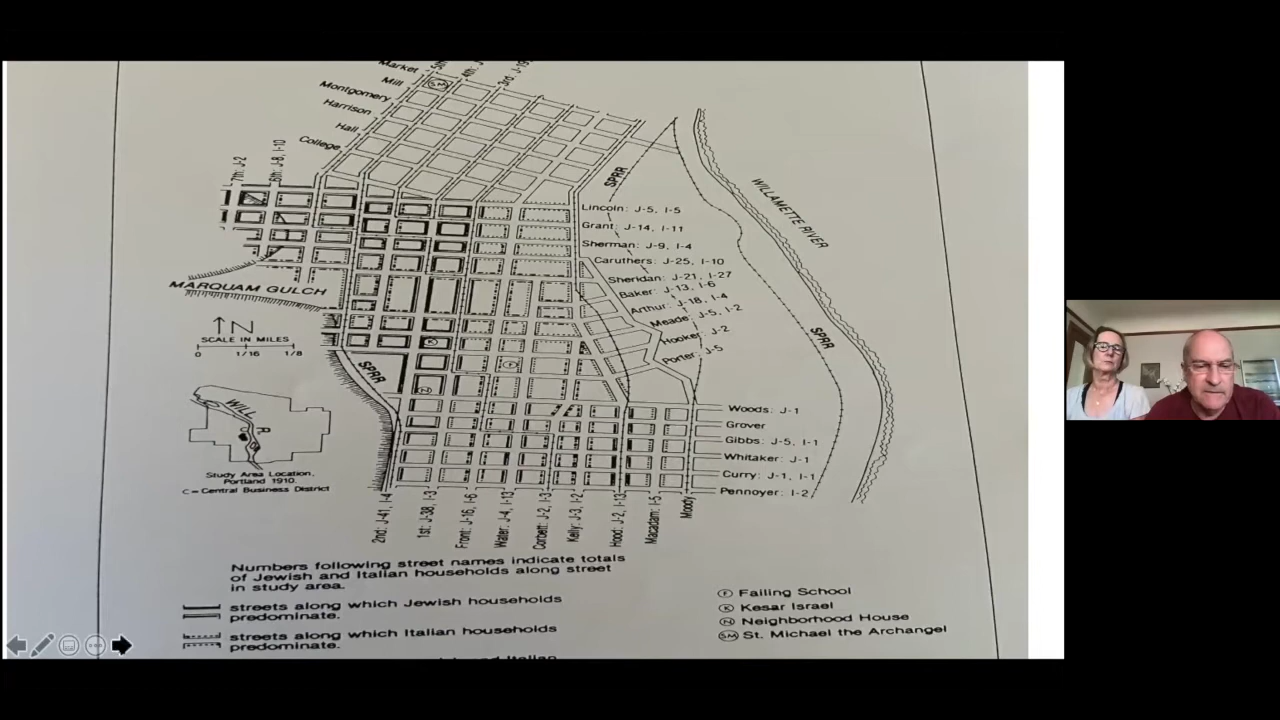 Market
5th
4th: J-
3rd: J-19
Mill
SM
Montgomery
Harrison
Hall
College
7th: J-2
6th: J-8, I-10
SPRR
WILLAMETTE RIVER
Lincoln: J-5, I-5
Grant: J-14, I-11
Sherman: J-9, I-4
Caruthers: J-25, I-10
Sheridan: J-21, I-27
Baker: J-13, I-6
Arthur: J-18, I-4
Meade: J-5, I-2
Hooker: J-2
Porter: J-5
MARQUAM GULCH
N
SCALE IN MILES
0 1/16 1/8
SPRR
K
F
N
SPRR
WILL.
R.
C
Study Area Location,
Portland 1910.
C = Central Business District
Woods: J-1
Grover
Gibbs: J-5, I-1
Whitaker: J-1
Curry: J-1, I-1
Pennoyer: I-2
2nd: J-41, I-4
1st: J-38, I-3
Front: J-16, I-6
Water: J-4, I-13
Corbett: J-2, I-3
Kelly: J-3, I-2
Hood: J-2, I-13
Macadam: I-5
Moody
Numbers following street names indicate totals
of Jewish and Italian households along street
in study area.
streets along which Jewish households
predominate.
streets along which Italian households
predominate.
F Failing School
K Kesar Israel
N Neighborhood House
SM St. Michael the Archangel